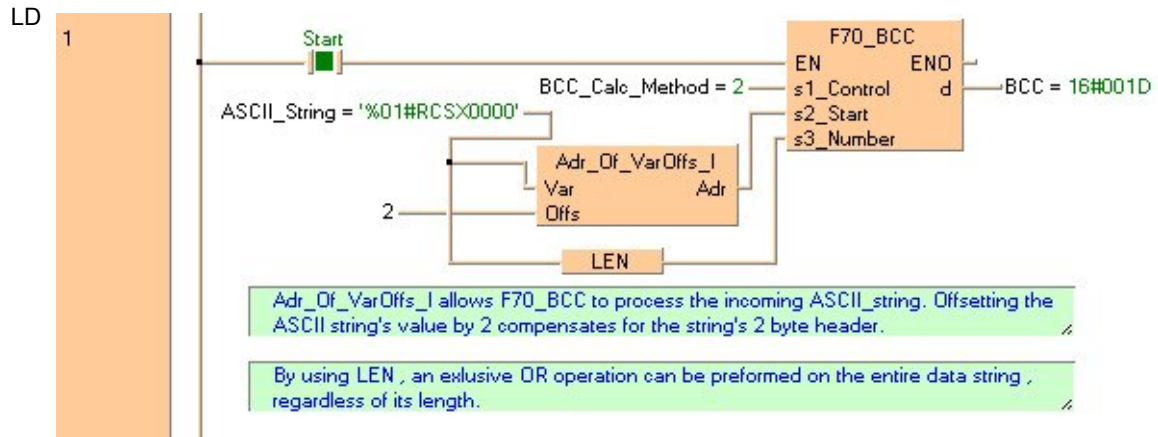 LD
1
Start
F70_BCC
EN ENO
BCC_Calc_Method = 2
s1_Control d
BCC = 16#001D
ASCII_String = '%01#RCSX0000'
s2_Start
s3_Number
Adr_Of_VarOffs_I
Var Adr
2
Offs
LEN
Adr_Of_VarOffs_I allows F70_BCC to process the incoming ASCII_string. Offsetting the
ASCII string's value by 2 compensates for the string's 2 byte header.
By using LEN , an exlusive OR operation can be preformed on the entire data string ,
regardless of its length.